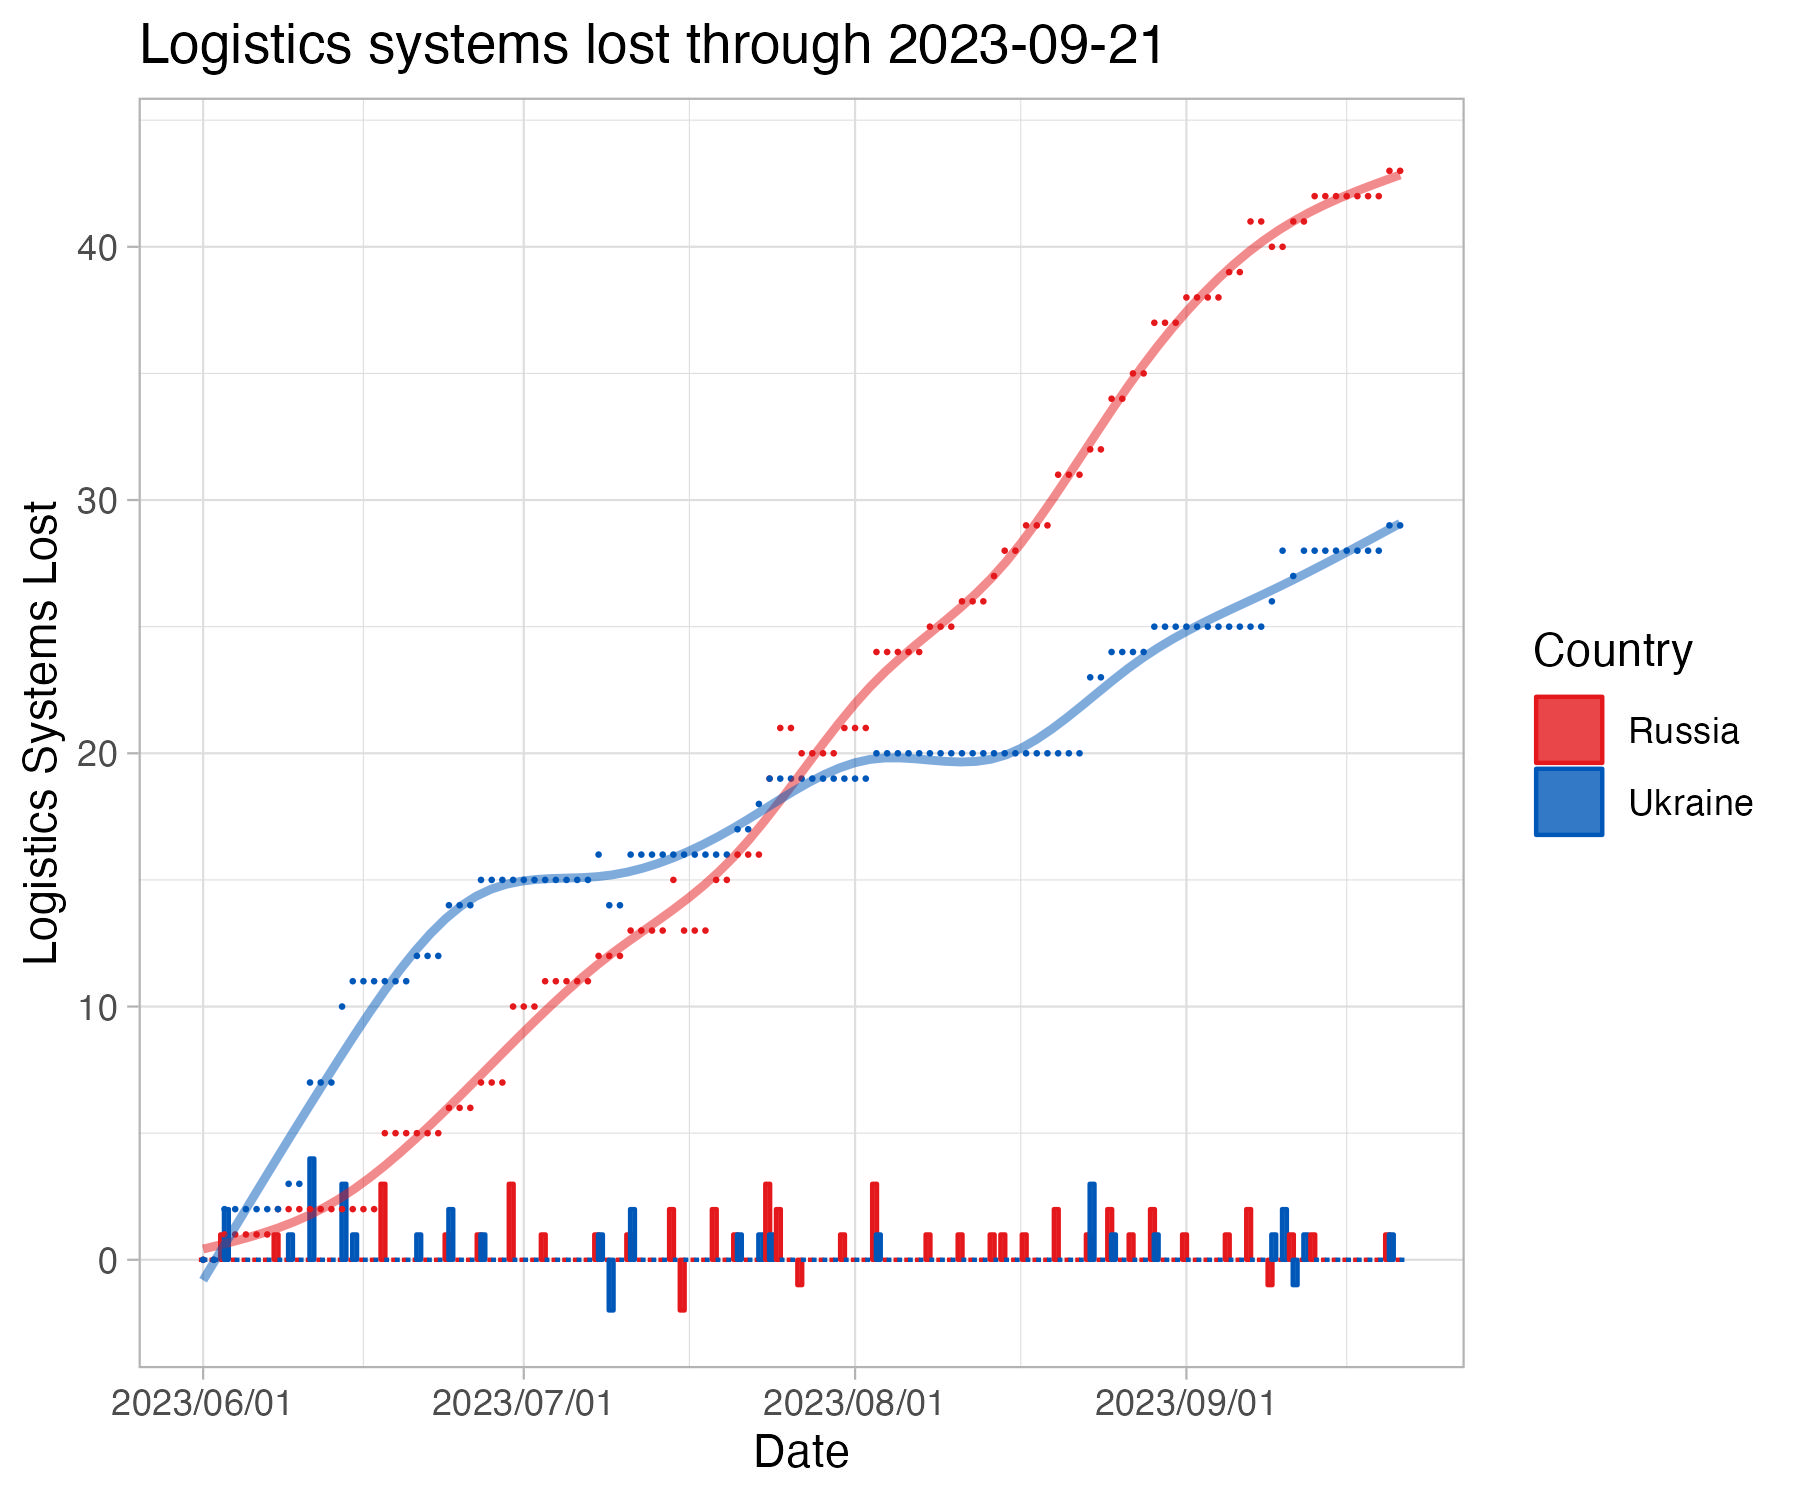 Logistics systems lost through 2023-09-21
Logistics Systems Lost
40
30
20
10
0
2023/06/01 2023/07/01 2023/08/01 2023/09/01
Date
Country
Russia
Ukraine